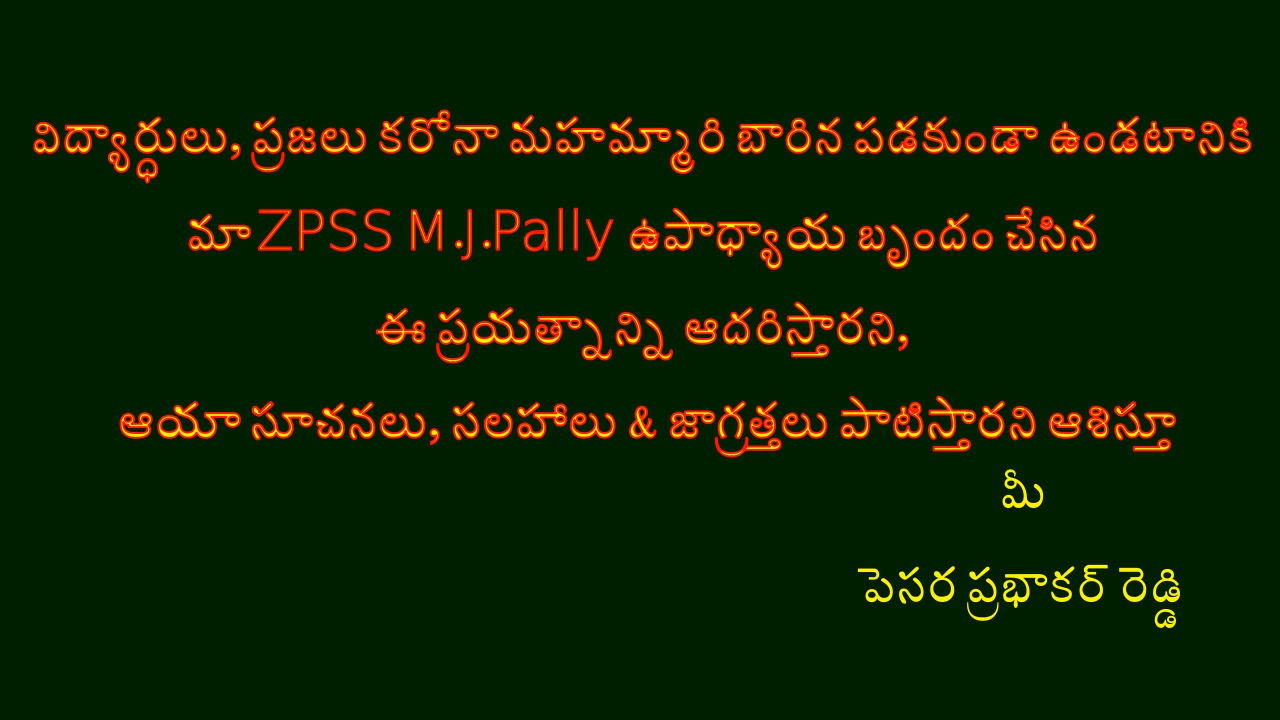 విద్యార్థులు, ప్రజలు కరోనా మహమ్మారి బారిన పడకుండా ఉండటానికి
మా ZPSS M.J.Pally ఉపాధ్యాయ బృందం చేసిన
ఈ ప్రయత్నాన్ని ఆదరిస్తారని,
ఆయా సూచనలు, సలహాలు & జాగ్రత్తలు పాటిస్తారని ఆశిస్తూ
మీ
పెసర ప్రభాకర్ రెడ్డి